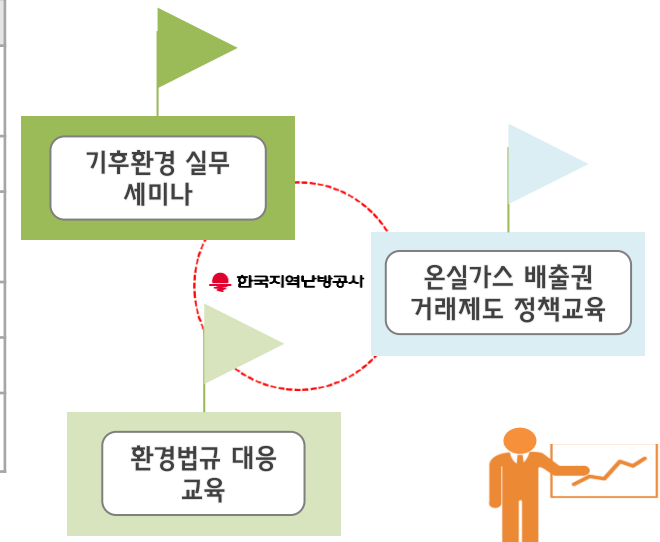 기후환경 실무
세미나
한국지역난방공사
온실가스 배출권
거래제도 정책교육
환경법규 대응
교육